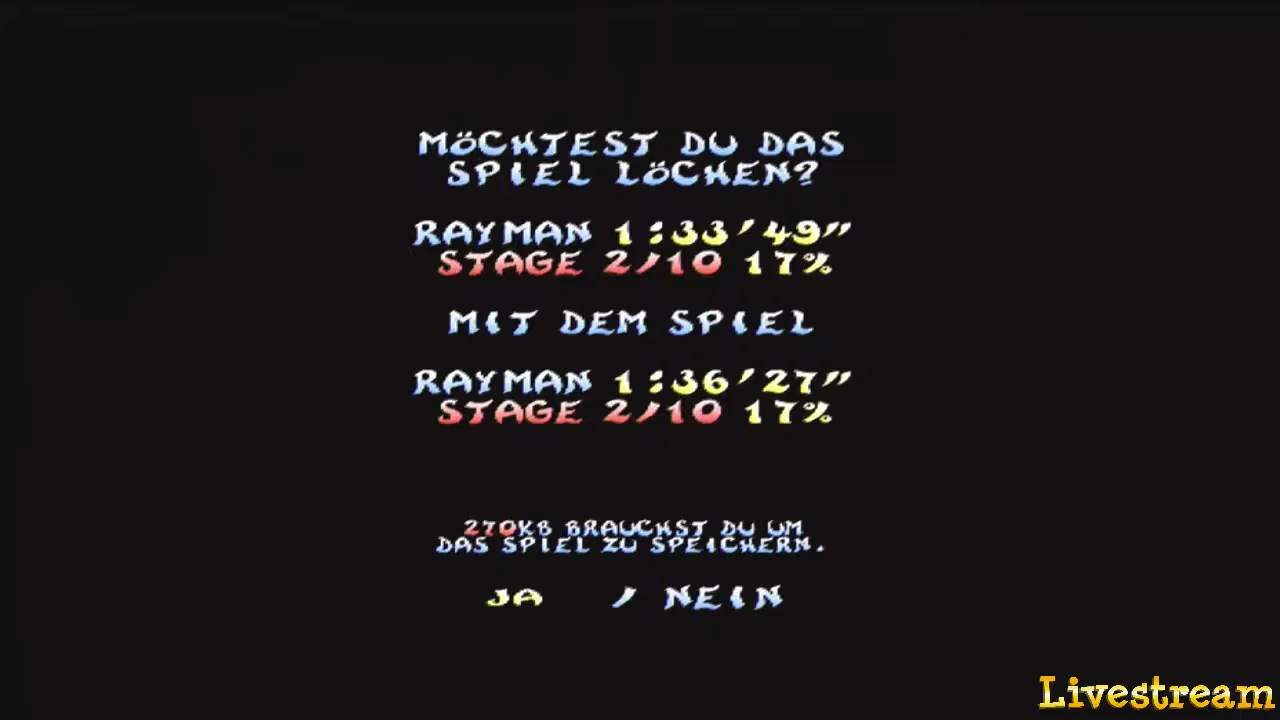 MÖCHTEST DU DAS
SPIEL LÖCHEN?
RAYMAN 1:33'49"
STAGE 2/10 17%
MIT DEM SPIEL
RAYMAN 1:36'27"
STAGE 2/10 17%
270KB BRAUCHST DU UM
DAS SPIEL ZU SPEICHERN.
JA / NEIN
Livestream